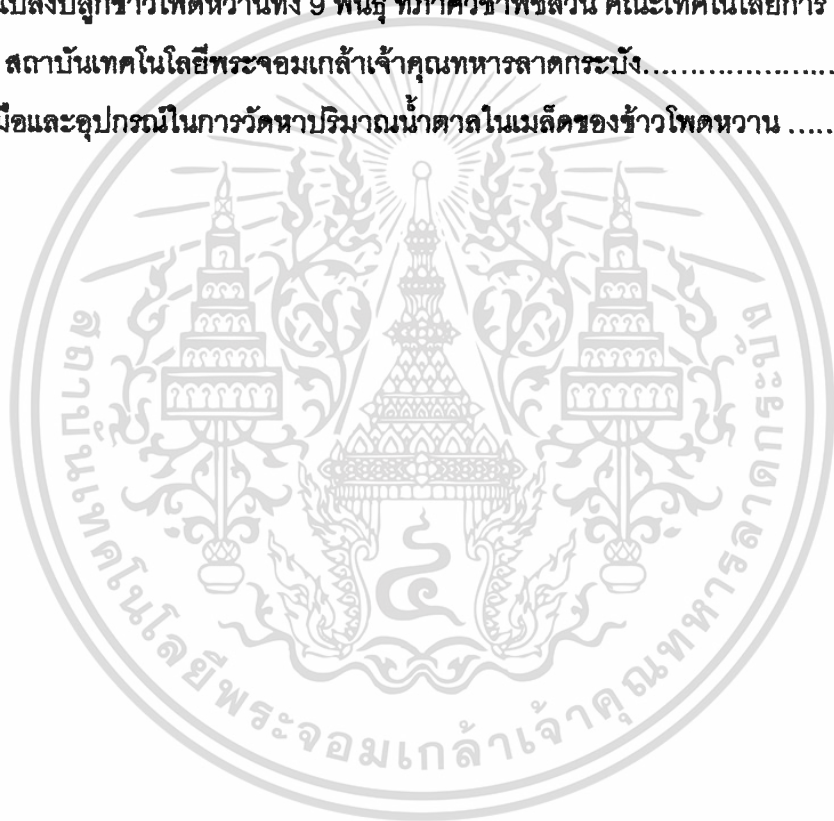 แปลงปลูกข้าวโพดหวานทั้ง 9 พันธุ์ ที่ภาควิชาพืชสวน คณะเทคโนโลยีการ
สถาบันเทคโนโลยีพระจอมเกล้าเจ้าคุณทหารลาดกระบัง.....................
มือและอุปกรณ์ในการวัดหาปริมาณน้ำตาลในเมล็ดของข้าวโพดหวาน ......
สถาบันเทคโนโลยีพระจอมเกล้าเจ้าคุณทหารลาดกระบัง